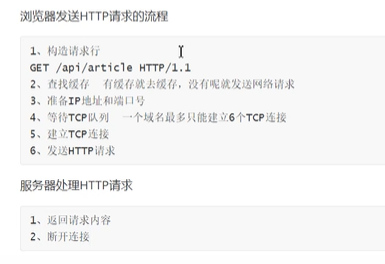 浏览器发送HTTP请求的流程
1、构造请求行
GET /api/article HTTP/1.1
2、查找缓存 有缓存就去缓存，没有呢就发送网络请求
3、准备IP地址和端口号
4、等待TCP队列 一个域名最多只能建立6个TCP连接
5、建立TCP连接
6、发送HTTP请求
服务器处理HTTP请求
1、返回请求内容
2、断开连接